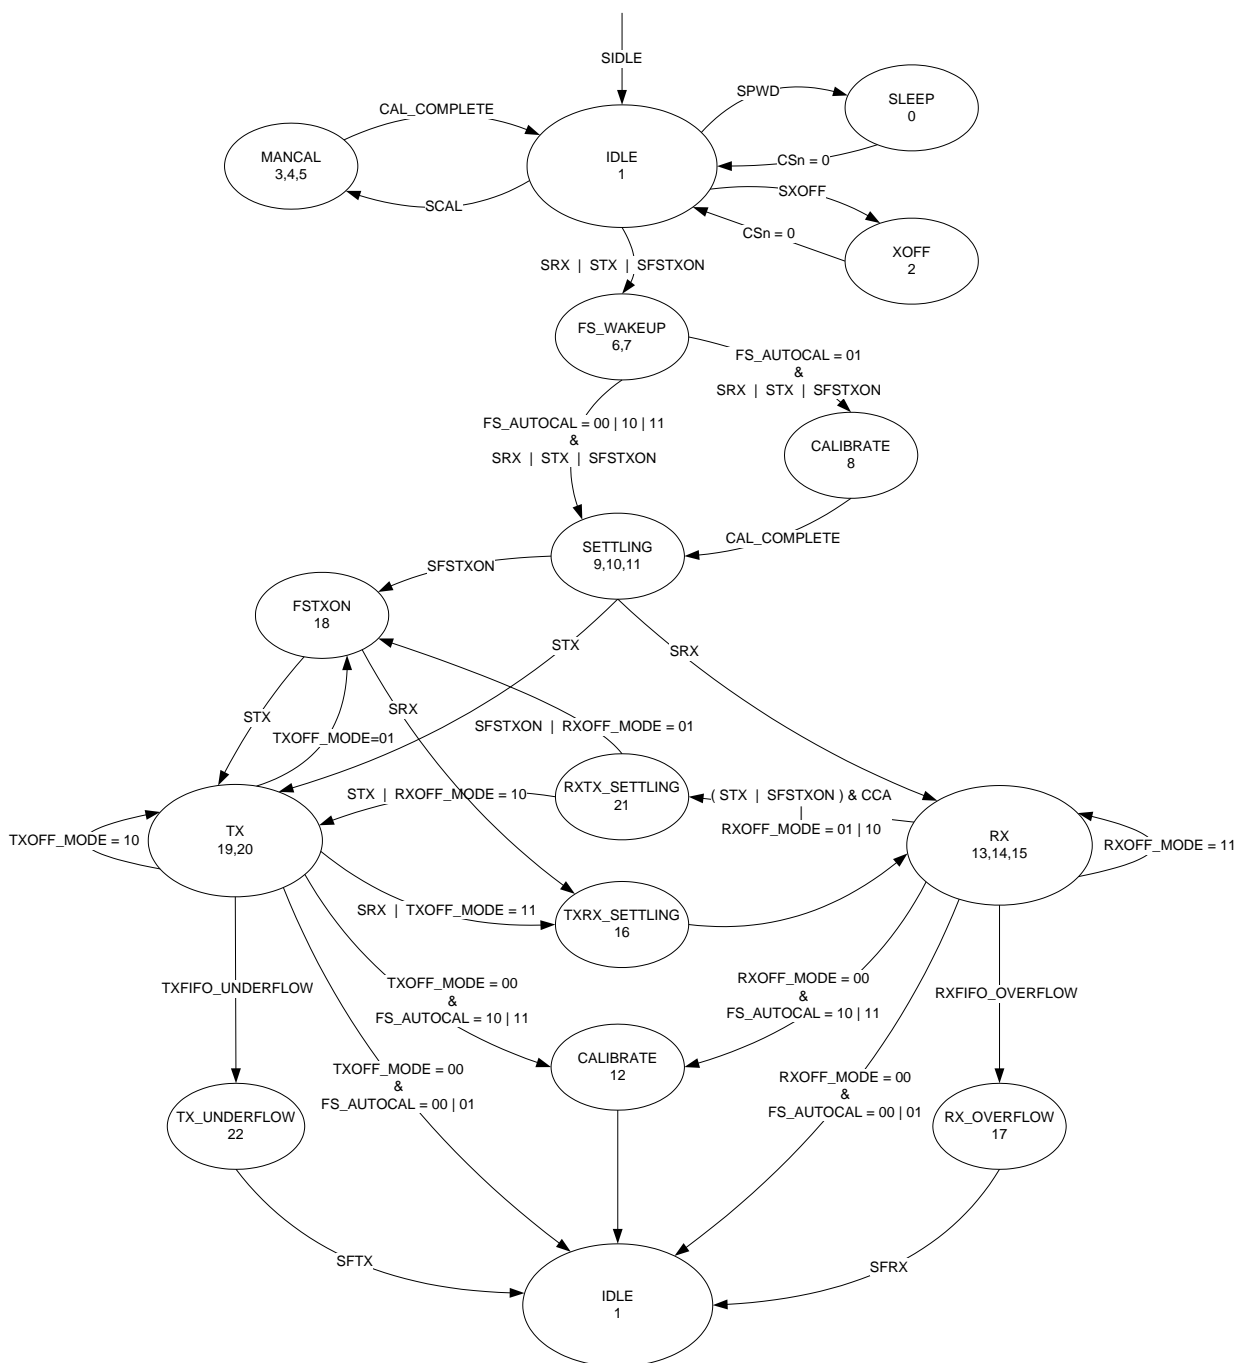 SIDLE
SPWD
SLEEP
0
CAL_COMPLETE
MANCAL
3,4,5
IDLE
1
CSn = 0
SCAL
SXOFF
CSn = 0
XOFF
2
SRX | STX | SFSTXON
FS_WAKEUP
6,7
FS_AUTOCAL = 01
&
SRX | STX | SFSTXON
FS_AUTOCAL = 00 | 10 | 11
&
SRX | STX | SFSTXON
CALIBRATE
8
CAL_COMPLETE
SETTLING
9,10,11
SFSTXON
FSTXON
18
STX
SRX
STX
SRX
TXOFF_MODE=01
SFSTXON | RXOFF_MODE = 01
RXTX_SETTLING
21
STX | RXOFF_MODE = 10
( STX | SFSTXON ) & CCA
|
RXOFF_MODE = 01 | 10
TXOFF_MODE = 10
TX
19,20
RX
13,14,15
RXOFF_MODE = 11
SRX | TXOFF_MODE = 11
TXRX_SETTLING
16
TXFIFO_UNDERFLOW
TXOFF_MODE = 00
&
FS_AUTOCAL = 10 | 11
RXOFF_MODE = 00
&
FS_AUTOCAL = 10 | 11
RXFIFO_OVERFLOW
CALIBRATE
12
TXOFF_MODE = 00
&
FS_AUTOCAL = 00 | 01
RXOFF_MODE = 00
&
FS_AUTOCAL = 00 | 01
TX_UNDERFLOW
22
RX_OVERFLOW
17
SFTX
SFRX
IDLE
1